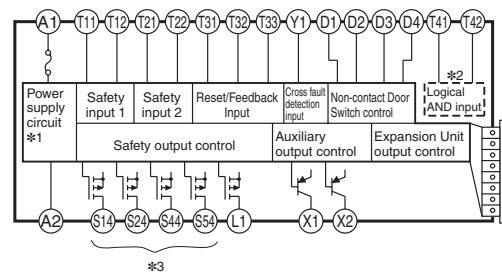 A1 T11 T12 T21 T22 T31 T32 T33 Y1 D1 D2 D3 D4 T41 T42
*2
Power supply circuit *1
Safety input 1
Safety input 2
Reset/Feedback Input
Cross fault detection input
Non-contact Door Switch control
Logical AND input
Safety output control
Auxiliary output control
Expansion Unit output control
A2 S14 S24 S44 S54 L1 X1 X2
*3